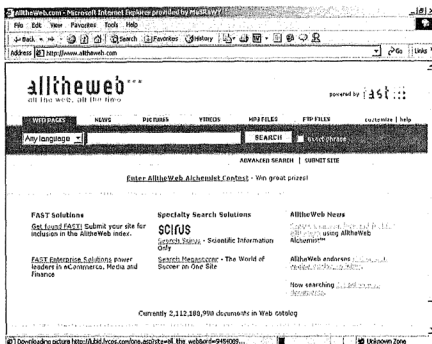 AlltheWeb.com - Microsoft Internet Explorer provided by
File Edit View Favorites Tools Help
Back Search Favorites History
Address http://www.alltheweb.com Go Links
alltheweb
all the web, all the time
powered by fast
WEB PAGES NEWS PICTURES VIDEOS MP3 FILES FTP FILES customize | help
Any language SEARCH exact phrase
ADVANCED SEARCH | SUBMIT SITE
Enter AlltheWeb Alchemist Contest - Win great prizes!
FAST Solutions
Get found FAST! Submit your site for inclusion in the AlltheWeb index.
FAST Enterprise Solutions power leaders in eCommerce, Media and Finance
Specialty Search Solutions
SCIRUS
Search Scirus - Scientific Information Only
Search Megasoccer - The World of Soccer on One Site
AlltheWeb News
using AlltheWeb Alchemist™
AlltheWeb endorses
Now searching
Currently 2,112,188,990 documents in Web catalog
Downloading picture Unknown Zone